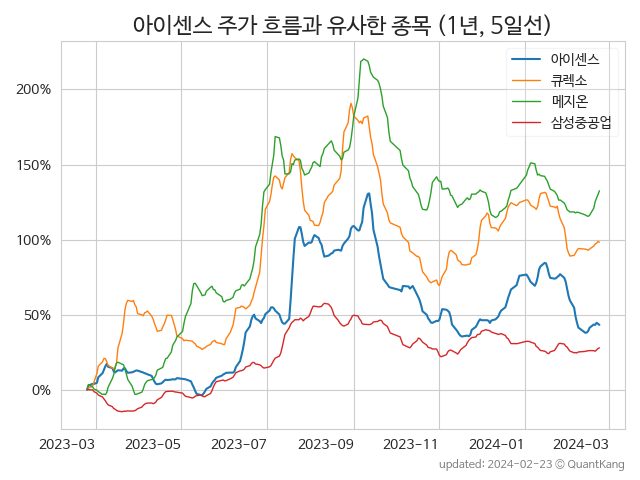 아이센스 주가 흐름과 유사한 종목 (1년, 5일선)
아이센스
큐렉소
메지온
삼성중공업
200%
150%
100%
50%
0%
2023-03 2023-05 2023-07 2023-09 2023-11 2024-01 2024-03
updated: 2024-02-23 © QuantKang